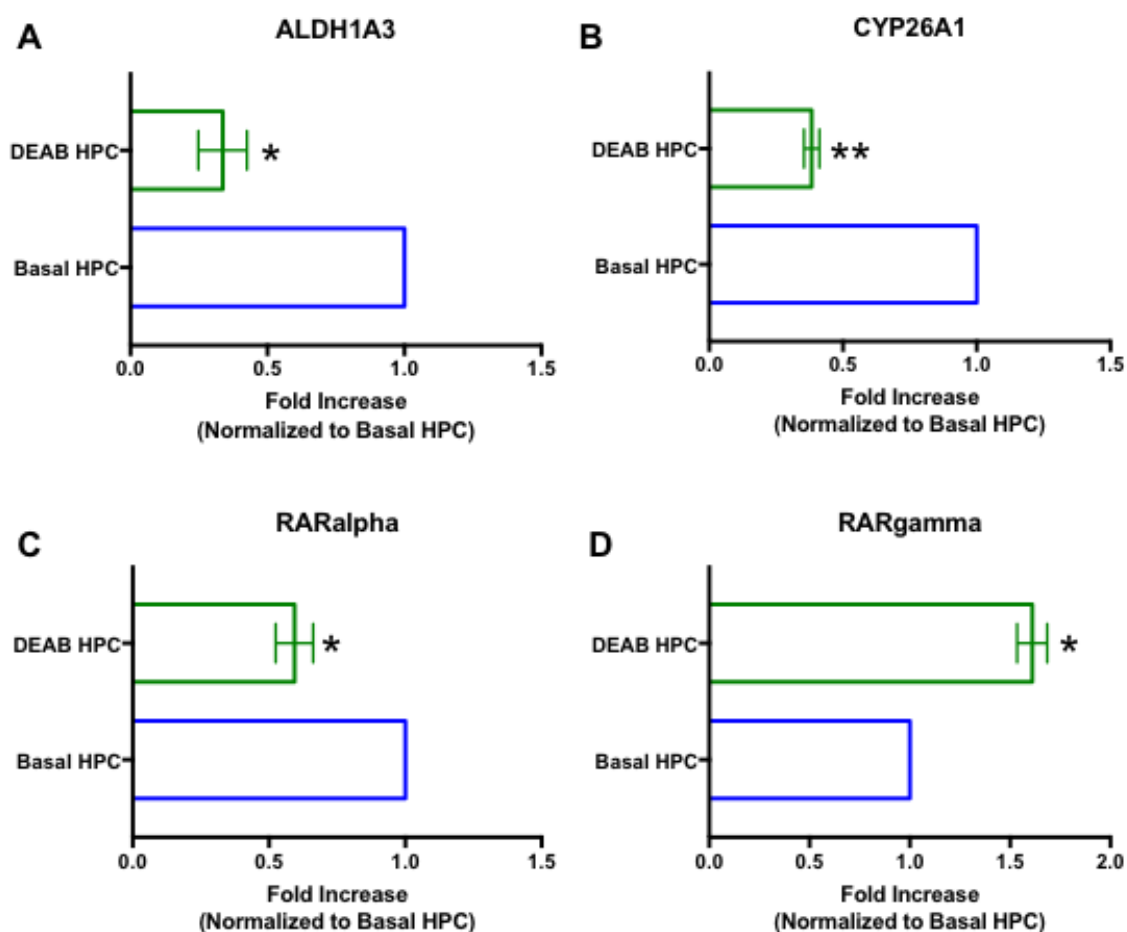 A
ALDH1A3
DEAB HPC
*
Basal HPC
0.0 0.5 1.0 1.5
Fold Increase
(Normalized to Basal HPC)
B
CYP26A1
DEAB HPC
**
Basal HPC
0.0 0.5 1.0 1.5
Fold Increase
(Normalized to Basal HPC)
C
RARalpha
DEAB HPC
*
Basal HPC
0.0 0.5 1.0 1.5
Fold Increase
(Normalized to Basal HPC)
D
RARgamma
DEAB HPC
*
Basal HPC
0.0 0.5 1.0 1.5 2.0
Fold Increase
(Normalized to Basal HPC)